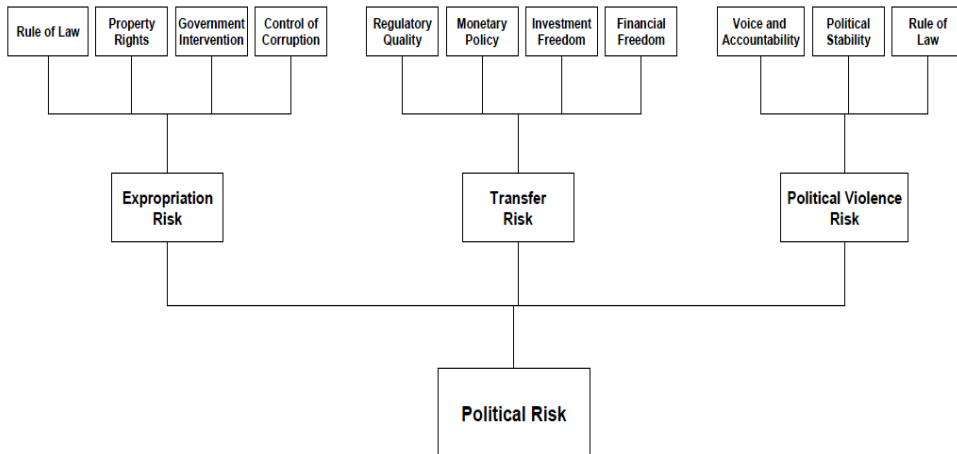 Rule of Law
Property
Rights
Government
Intervention
Control of
Corruption
Regulatory
Quality
Monetary
Policy
Investment
Freedom
Financial
Freedom
Voice and
Accountability
Political
Stability
Rule of
Law
Expropriation
Risk
Transfer
Risk
Political Violence
Risk
Political Risk